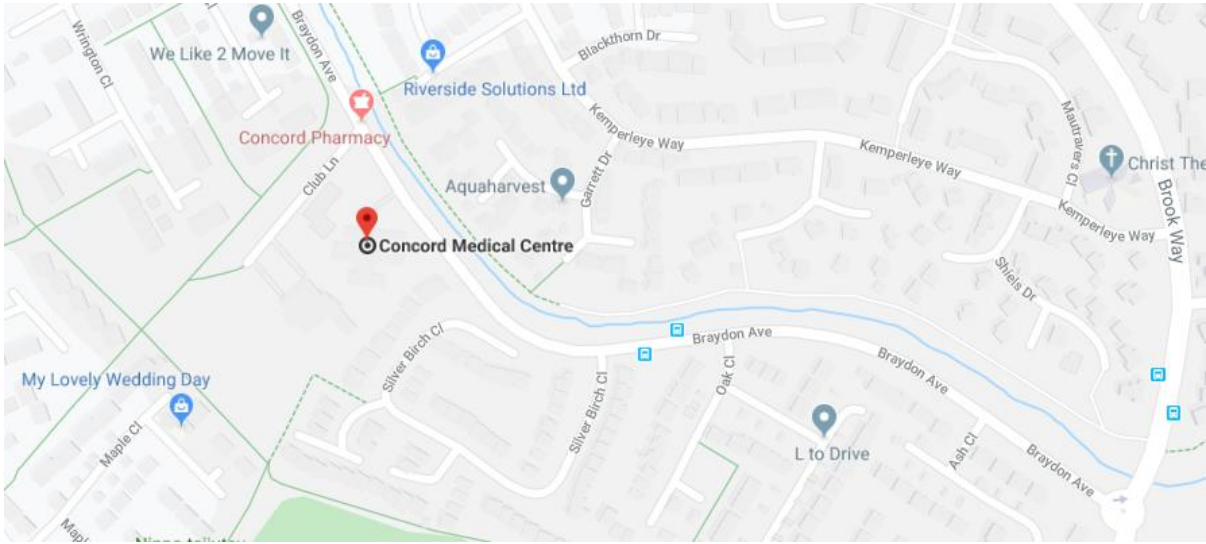 Wrington Cl
We Like 2 Move It
Braydon Ave
Riverside Solutions Ltd
Blackthorn Dr
Concord Pharmacy
Kemperleye Way
Kemperleye Way
Mautravers Cl
Christ The
Club Ln
Aquaharvest
Garrett Dr
Kemperleye Way
Brook Way
Concord Medical Centre
Shiels Dr
Silver Birch Cl
Braydon Ave
Braydon Ave
My Lovely Wedding Day
Silver Birch Cl
Oak Cl
Maple Cl
L to Drive
Ash Cl
Braydon Ave